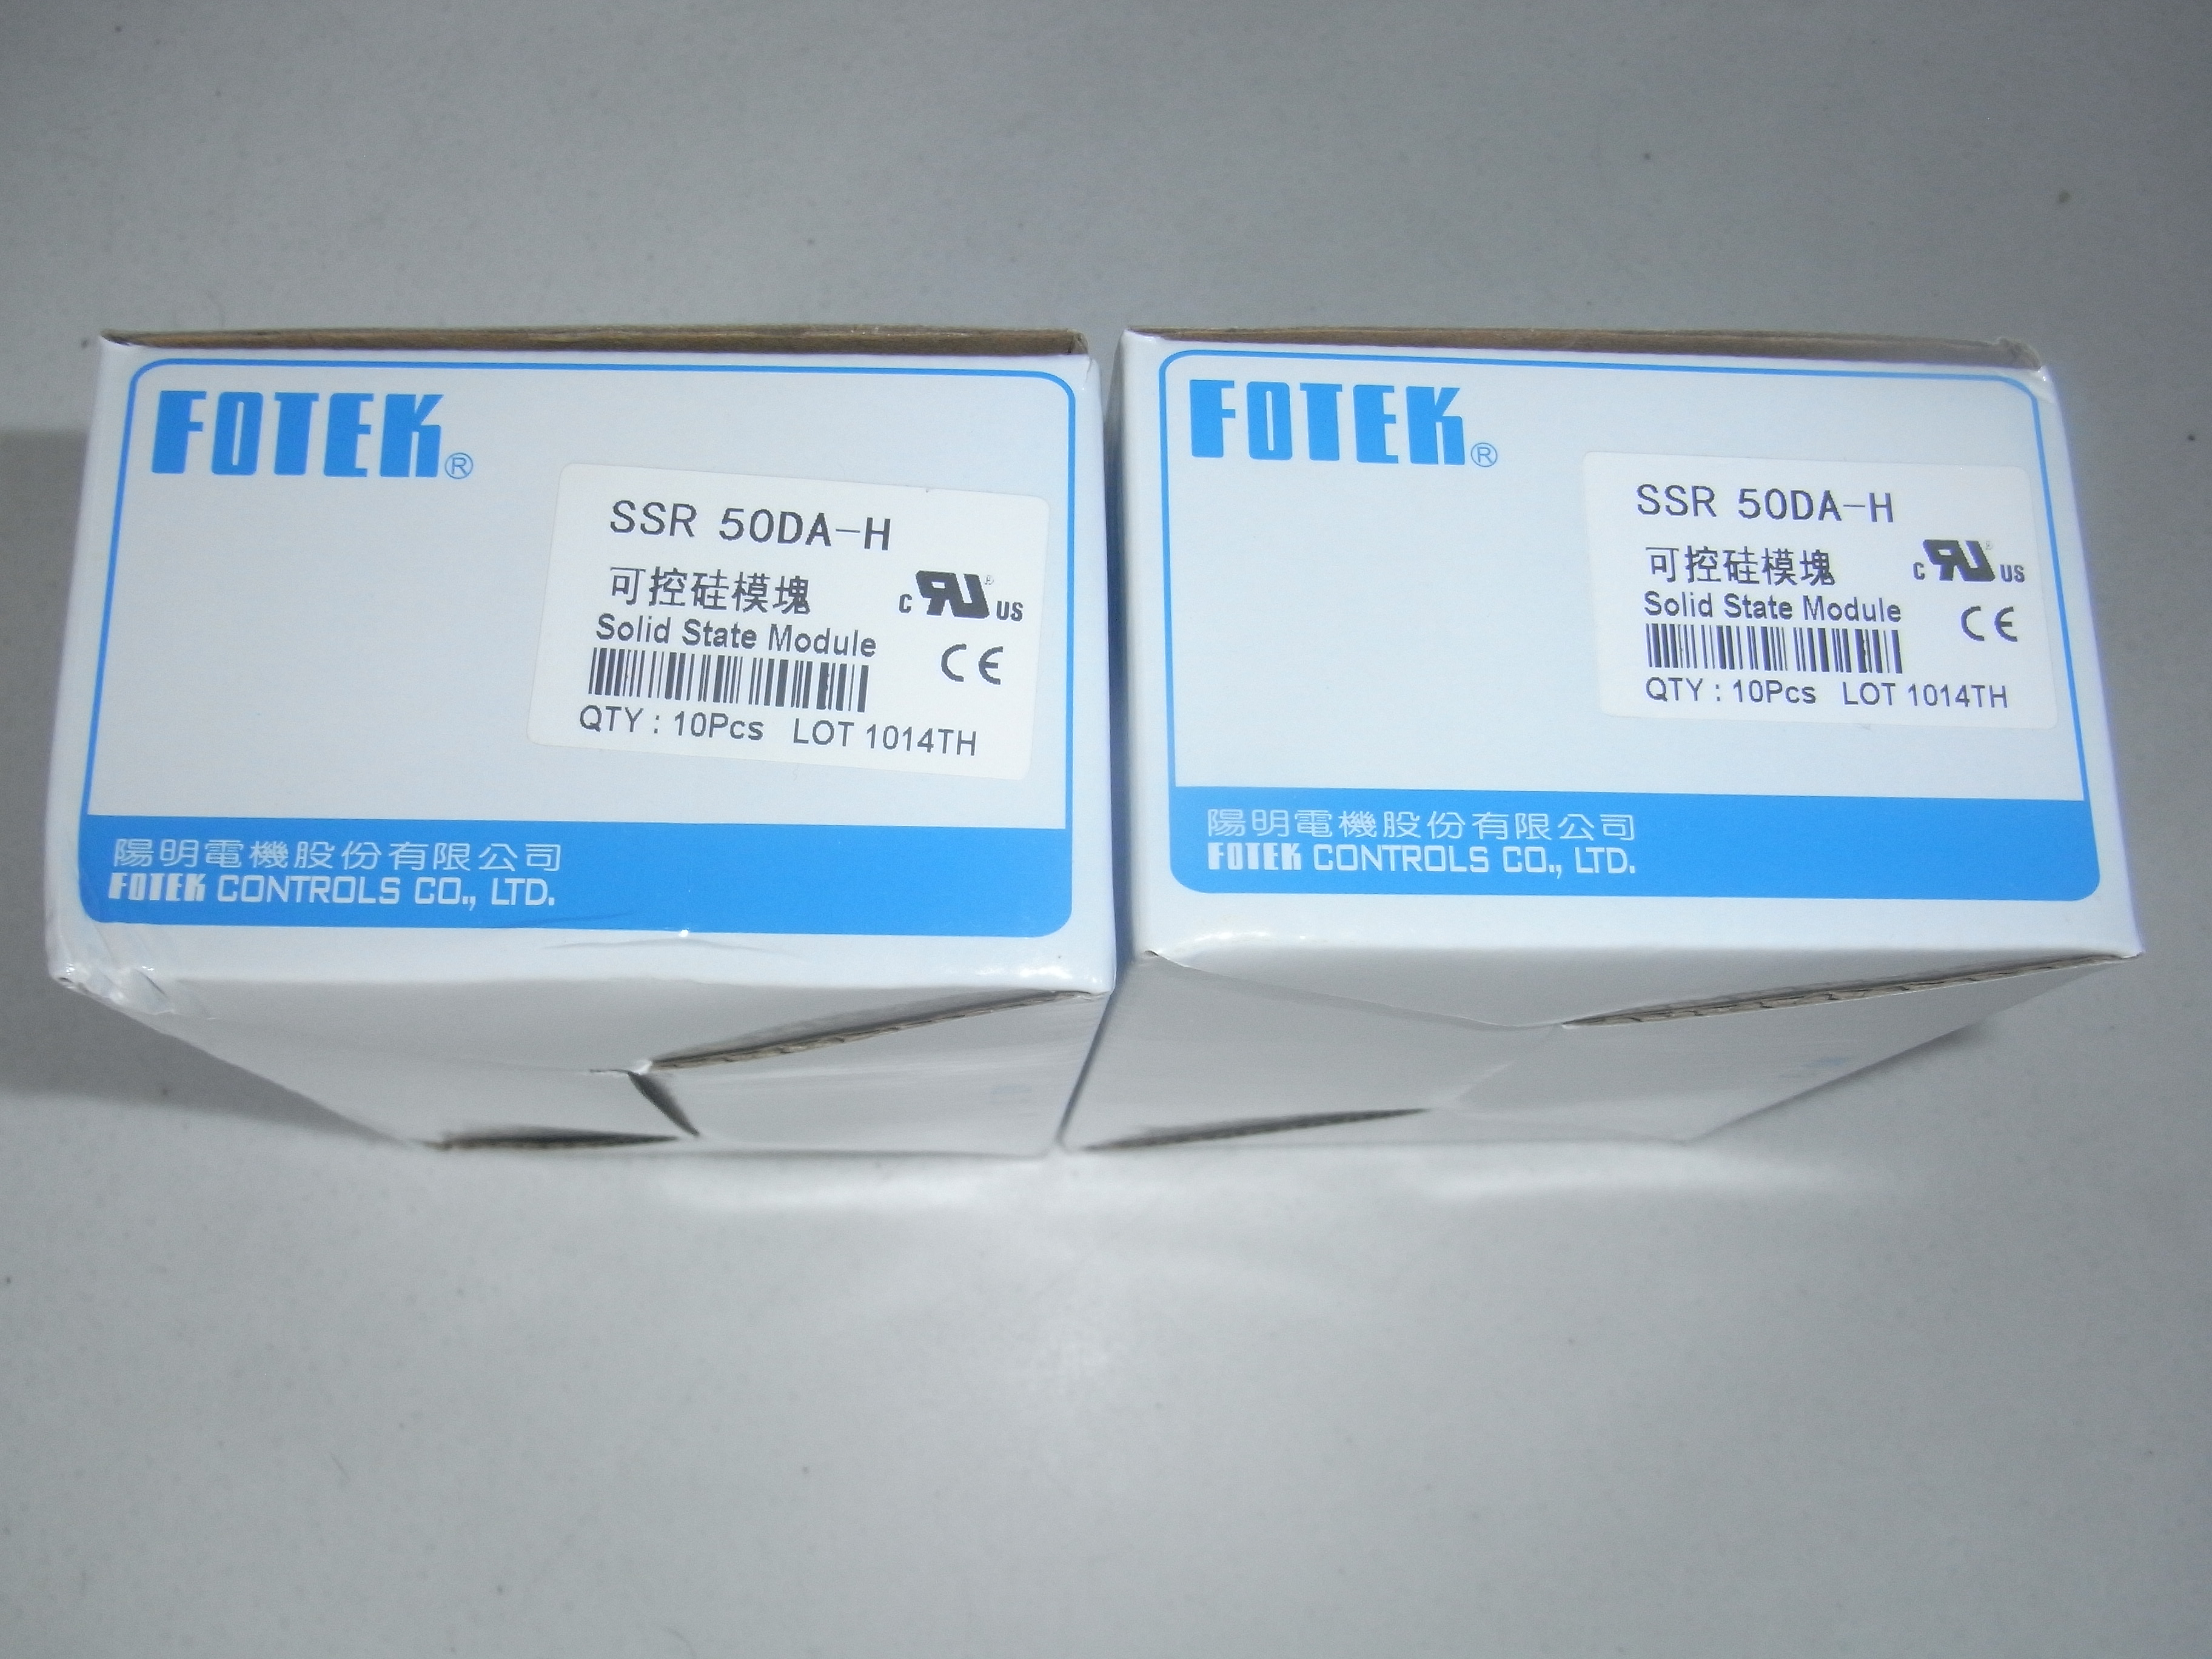 FOTEK®
SSR 50DA-H
可控硅模塊
c RU® US
Solid State Module
CE
QTY : 10Pcs LOT 1014TH
陽明電機股份有限公司
FOTEK CONTROLS CO., LTD.
FOTEK®
SSR 50DA-H
可控硅模塊
c RU® US
Solid State Module
CE
QTY : 10Pcs LOT 1014TH
陽明電機股份有限公司
FOTEK CONTROLS CO., LTD.